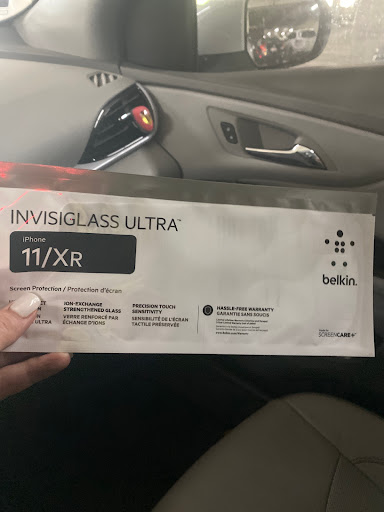 INVISIGLASS ULTRA™
iPhone
11/XR
belkin.
Screen Protection / Protection d'écran
ION-EXCHANGE
STRENGTHENED GLASS
VERRE RENFORCÉ PAR
ÉCHANGE D'IONS
ULTRA
PRECISION TOUCH
SENSITIVITY
SENSIBILITÉ DE L'ÉCRAN
TACTILE PRÉSERVÉE
HASSLE-FREE WARRANTY
GARANTIE SANS SOUCIS
SCREENCARE+